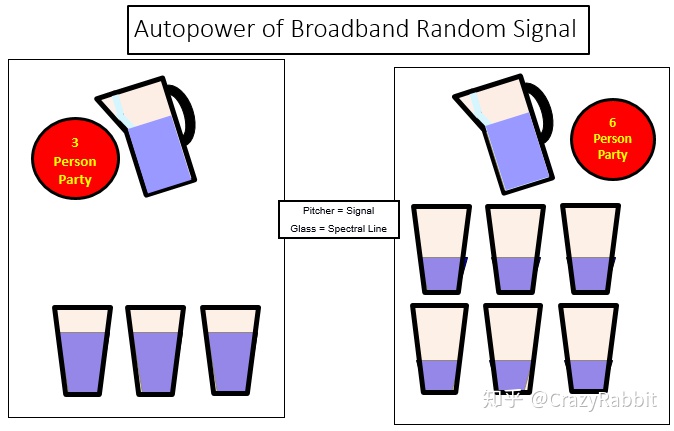 Autopower of Broadband Random Signal
3
Person
Party
6
Person
Party
Pitcher = Signal
Glass = Spectral Line
知乎 @CrazyRabbit